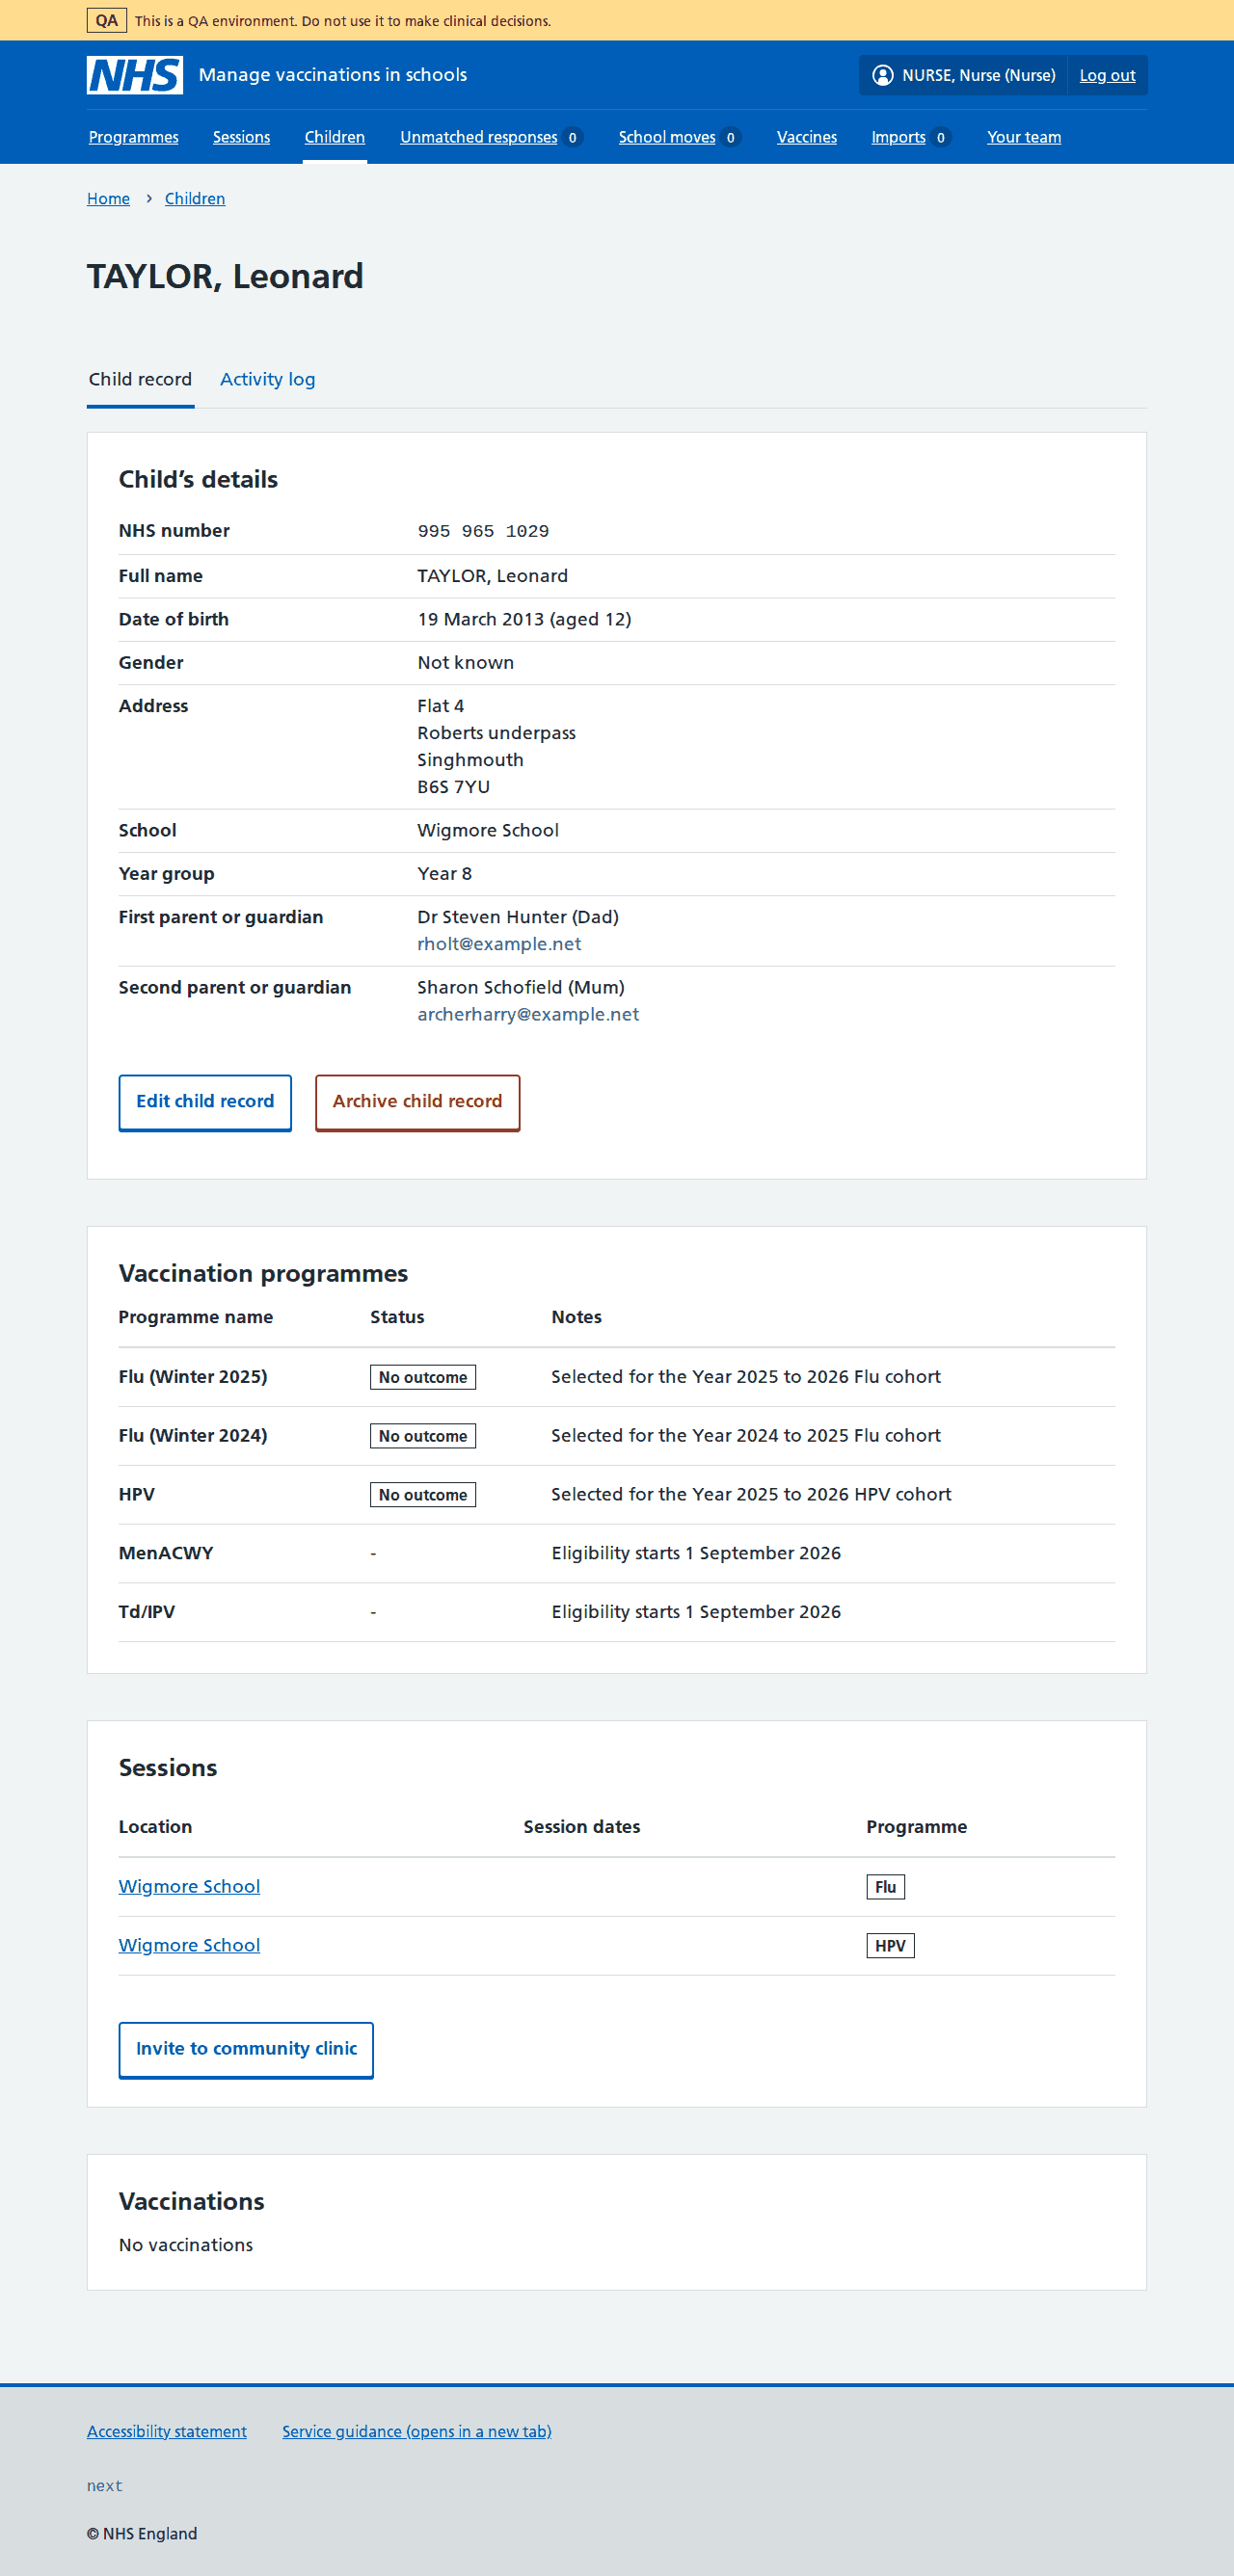 QA This is a QA environment. Do not use it to make clinical decisions.
NHS Manage vaccinations in schools NURSE, Nurse (Nurse) Log out
Programmes Sessions Children Unmatched responses 0 School moves 0 Vaccines Imports 0 Your team
Home › Children
TAYLOR, Leonard
Child record Activity log
Child’s details
NHS number 995 965 1029
Full name TAYLOR, Leonard
Date of birth 19 March 2013 (aged 12)
Gender Not known
Address Flat 4
Roberts underpass
Singhmouth
B6S 7YU
School Wigmore School
Year group Year 8
First parent or guardian Dr Steven Hunter (Dad)
rholt@example.net
Second parent or guardian Sharon Schofield (Mum)
archerharry@example.net
Edit child record Archive child record
Vaccination programmes
Programme name Status Notes
Flu (Winter 2025) No outcome Selected for the Year 2025 to 2026 Flu cohort
Flu (Winter 2024) No outcome Selected for the Year 2024 to 2025 Flu cohort
HPV No outcome Selected for the Year 2025 to 2026 HPV cohort
MenACWY - Eligibility starts 1 September 2026
Td/IPV - Eligibility starts 1 September 2026
Sessions
Location Session dates Programme
Wigmore School Flu
Wigmore School HPV
Invite to community clinic
Vaccinations
No vaccinations
Accessibility statement Service guidance (opens in a new tab)
next
© NHS England